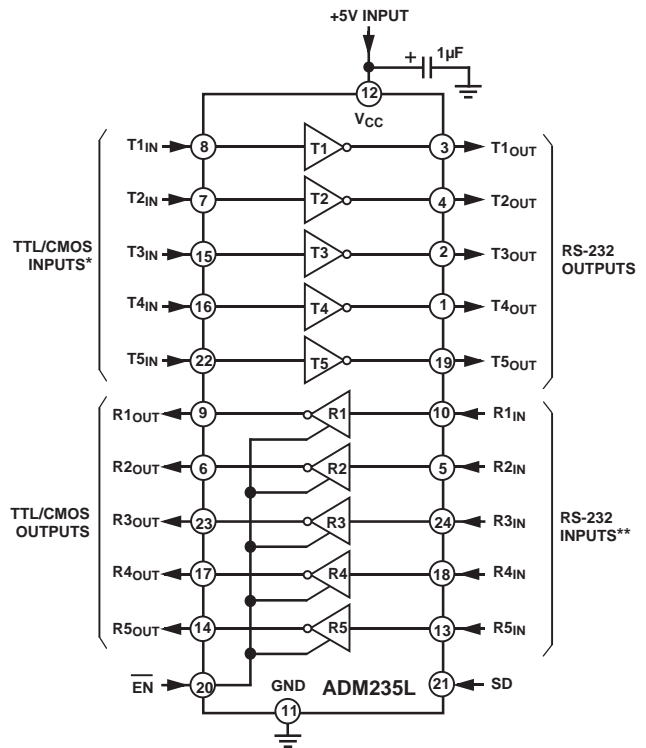 +5V INPUT
+ 1µF
12
VCC
T1IN 8 T1 3 T1OUT
T2IN 7 T2 4 T2OUT
TTL/CMOS
INPUTS*
T3IN 15 T3 2 T3OUT
RS-232
OUTPUTS
T4IN 16 T4 1 T4OUT
T5IN 22 T5 19 T5OUT
R1OUT 9 R1 10 R1IN
R2OUT 6 R2 5 R2IN
TTL/CMOS
OUTPUTS
R3OUT 23 R3 24 R3IN
RS-232
INPUTS**
R4OUT 17 R4 18 R4IN
R5OUT 14 R5 13 R5IN
E̅N̅ 20 GND ADM235L 21 SD
11